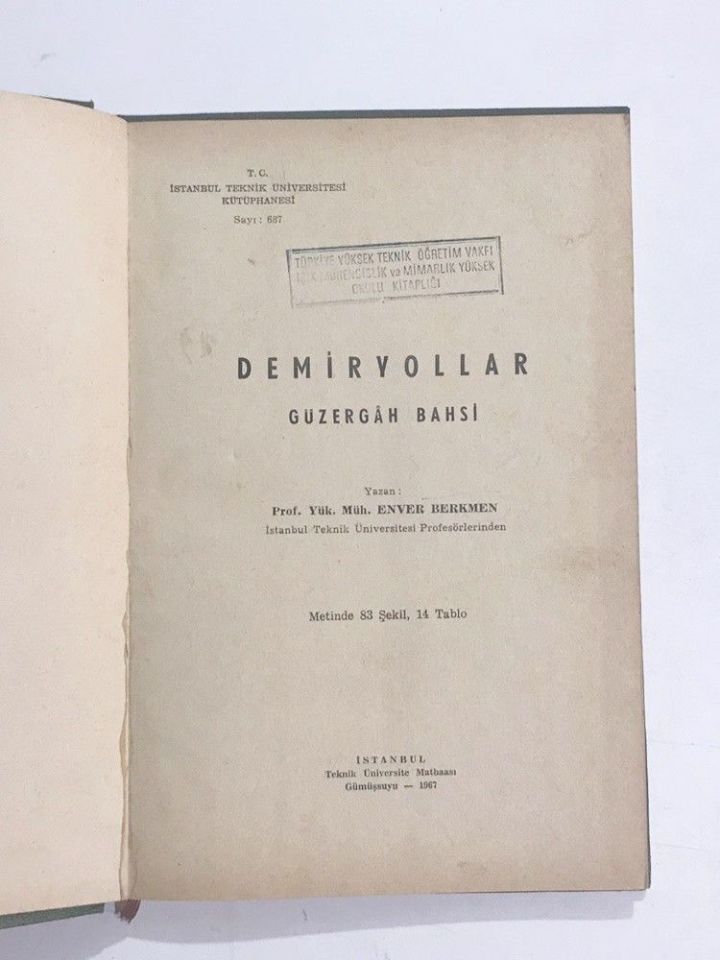 T. C.
İSTANBUL TEKNİK ÜNİVERSİTESİ
KÜTÜPHANESİ
Sayı : 687
TÜRKİYE YÜKSEK TEKNİK ÖĞRETİM VAKFI
MÜHENDİSLİK ve MİMARLIK YÜKSEK
OKULU KİTAPLIĞI
DEMİRYOLLAR
GÜZERGÂH BAHSİ
Yazan :
Prof. Yük. Müh. ENVER BERKMEN
İstanbul Teknik Üniversitesi Profesörlerinden
Metinde 83 Şekil, 14 Tablo
İSTANBUL
Teknik Üniversite Matbaası
Gümüşsuyu — 1967